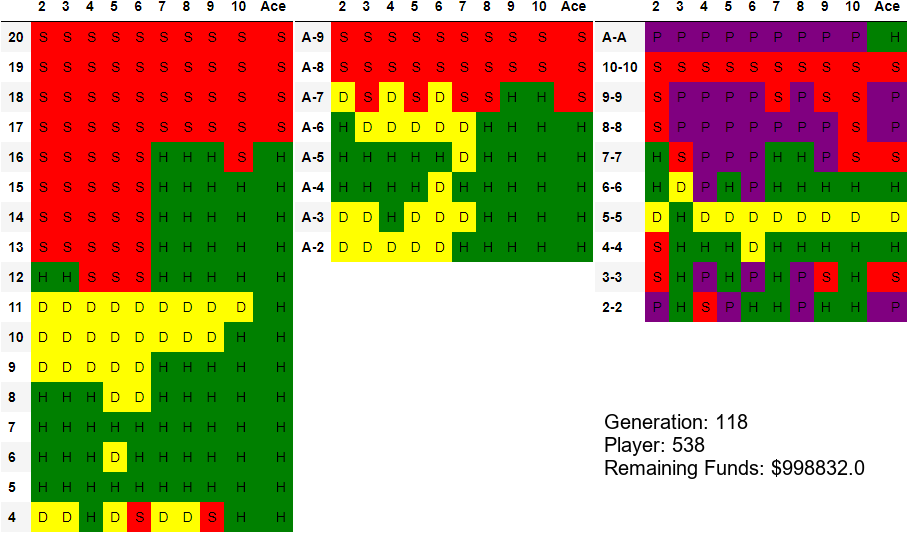 2 3 4 5 6 7 8 9 10 Ace
20 S S S S S S S S S S
19 S S S S S S S S S S
18 S S S S S S S S S S
17 S S S S S S S S S S
16 S S S S S H H H S H
15 S S S S S H H H H H
14 S S S S S H H H H H
13 S S S S S H H H H H
12 H H S S S H H H H H
11 D D D D D D D D D H
10 D D D D D D D D H H
9 D D D D D H H H H H
8 H H H D D H H H H H
7 H H H H H H H H H H
6 H H H D H H H H H H
5 H H H H H H H H H H
4 D D H D S D D S H H
2 3 4 5 6 7 8 9 10 Ace
A-9 S S S S S S S S S S
A-8 S S S S S S S S S S
A-7 D S D S D S S H H S
A-6 H D D D D D H H H H
A-5 H H H H H D H H H H
A-4 H H H H D H H H H H
A-3 D D H D D D H H H H
A-2 D D D D D H H H H H
2 3 4 5 6 7 8 9 10 Ace
A-A P P P P P P P P P H
10-10 S S S S S S S S S S
9-9 S P P P P S P S S P
8-8 S P P P P P P P S P
7-7 H S P P P H H P S S
6-6 H D P H P H H H H H
5-5 D H D D D D D D D D
4-4 S H H H D H H H H H
3-3 S H P H P H P S H S
2-2 P H S P H H P H H P
Generation: 118
Player: 538
Remaining Funds: $998832.0